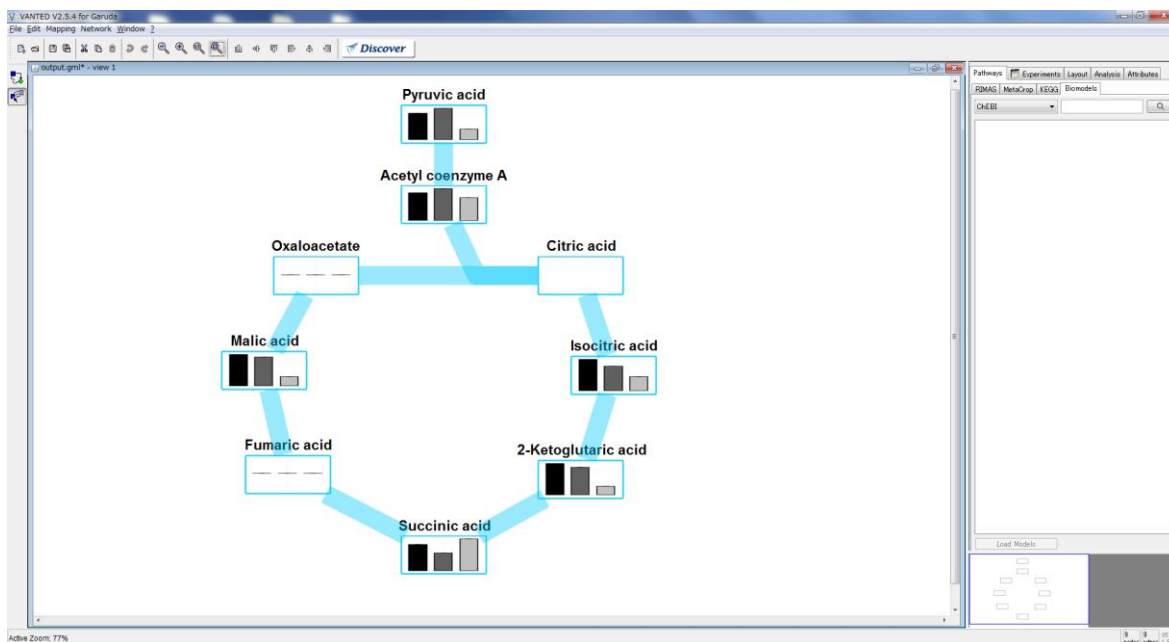 VANTED V2.5.4 for Garuda
File Edit Mapping Network Window ?
Discover
output.gml* - view 1
Pathways Experiments Layout Analysis Attributes
RIMAS MetaCrop KEGG Biomodels
ChEBI
Pyruvic acid
Acetyl coenzyme A
Oxaloacetate
Citric acid
Malic acid
Isocitric acid
Fumaric acid
2-Ketoglutaric acid
Succinic acid
Load Models
Active Zoom: 77%